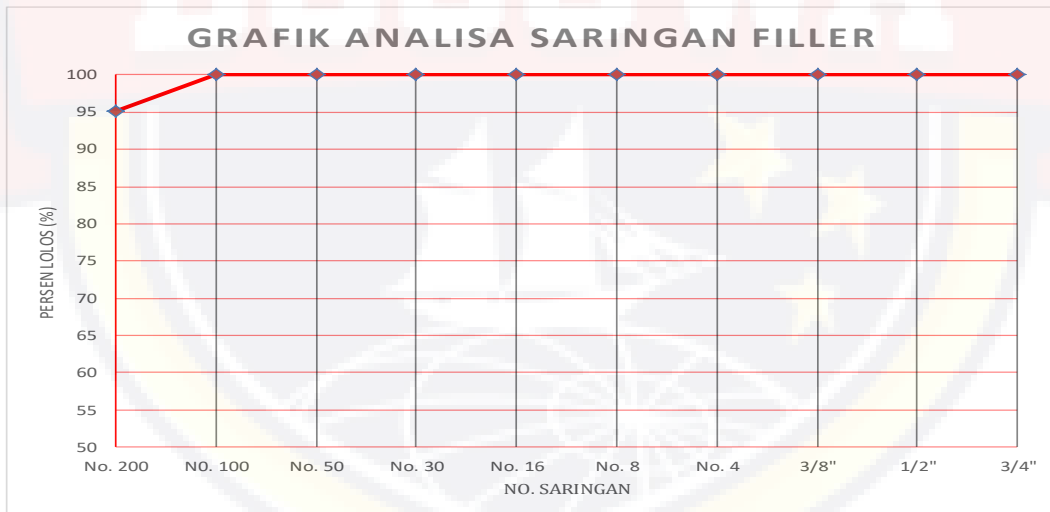 GRAFIK ANALISA SARINGAN FILLER
100
95
90
85
80
75
70
65
60
55
50
PERSEN LOLOS (%)
No. 200 N0. 100 No. 50 No. 30 No. 16 No. 8 No. 4 3/8" 1/2" 3/4"
NO. SARINGAN